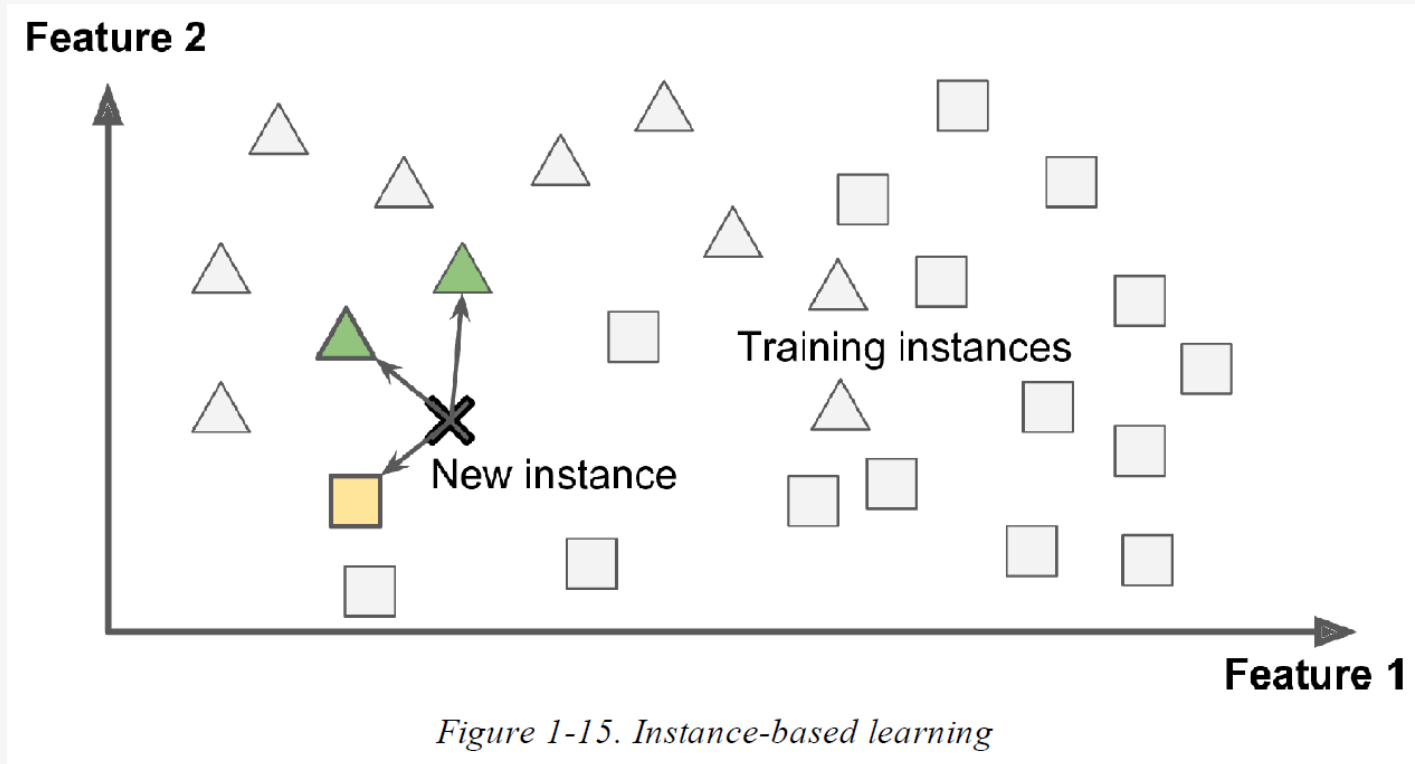 Feature 2
Training instances
New instance
Feature 1
Figure 1-15. Instance-based learning